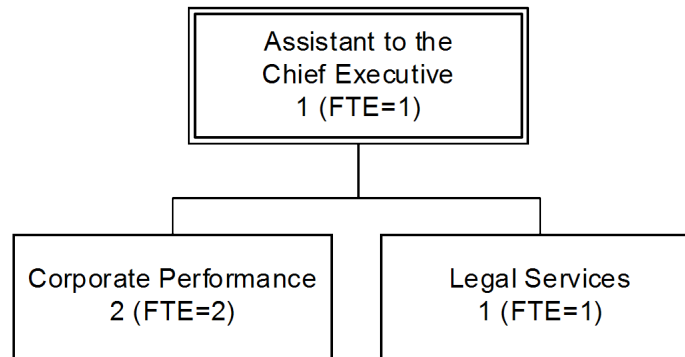 Assistant to the
Chief Executive
1 (FTE=1)
Corporate Performance
2 (FTE=2)
Legal Services
1 (FTE=1)